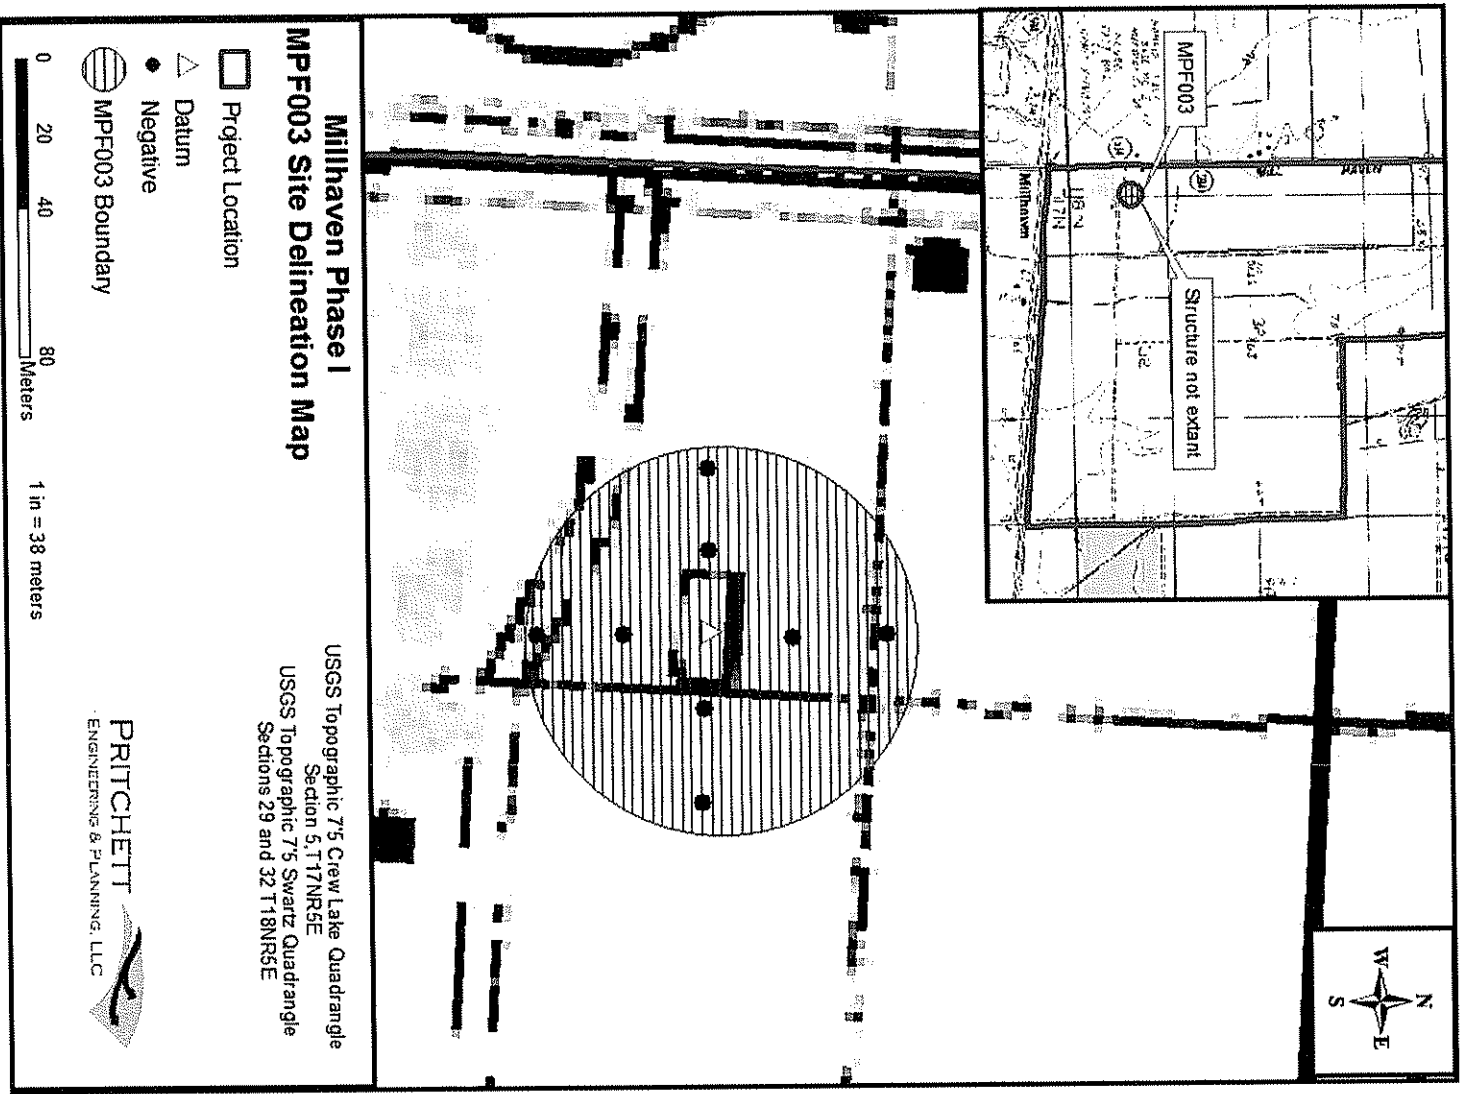 MPF003
Structure not extant
Millhaven
N
W
E
S
Millhaven Phase I
MPF003 Site Delineation Map
Project Location
Datum
Negative
MPF003 Boundary
0 20 40 80
Meters
1 in = 38 meters
USGS Topographic 7'5 Crew Lake Quadrangle
Section 5,T17NR5E
USGS Topographic 7'5 Swartz Quadrangle
Sections 29 and 32 T18NR5E
PRITCHETT
ENGINEERING & PLANNING, LLC